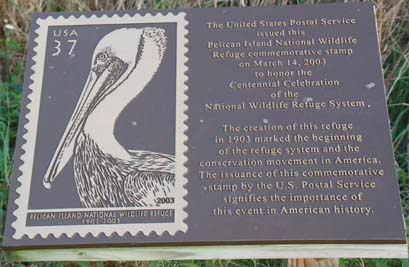 USA
37
2003
PELICAN ISLAND NATIONAL WILDLIFE REFUGE
1903-2003
The United States Postal Service
issued this
Pelican Island National Wildlife
Refuge commemorative stamp
on March 14, 2003
to honor the
Centennial Celebration
of the
National Wildlife Refuge System.
The creation of this refuge
in 1903 marked the beginning
of the refuge system and the
conservation movement in America.
The issuance of this commemorative
stamp by the U.S. Postal Service
signifies the importance of
this event in American history.